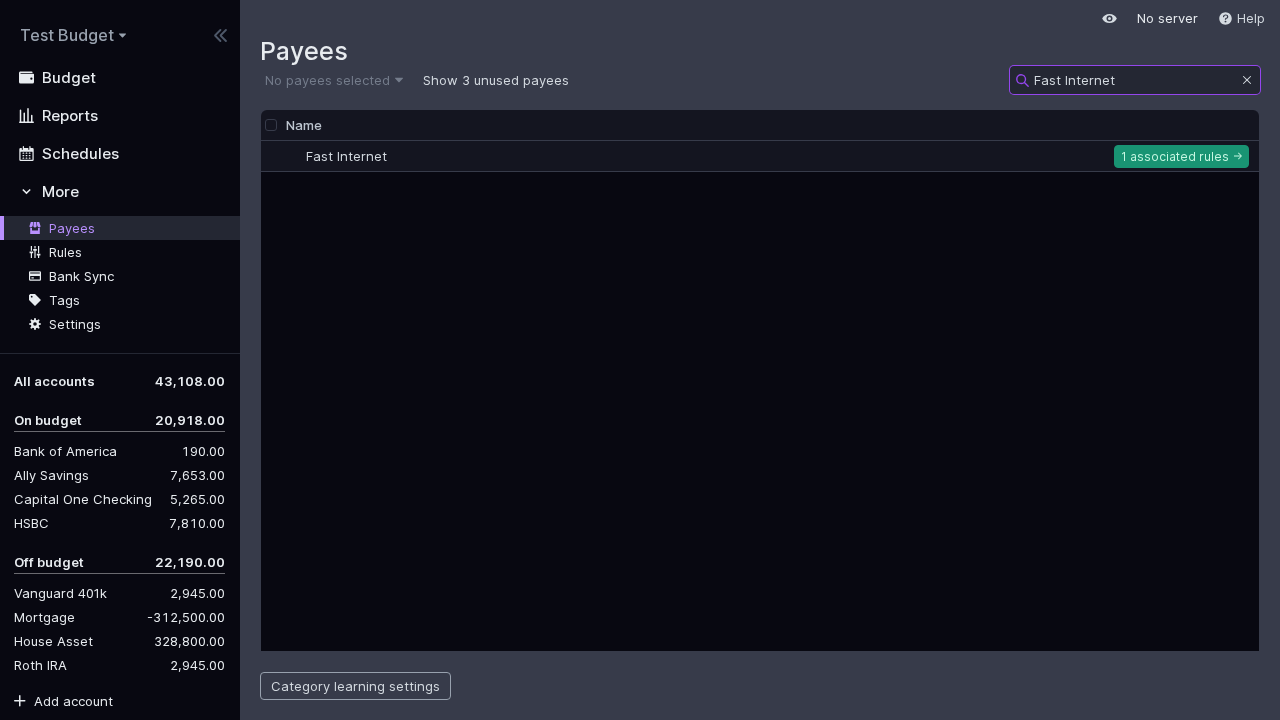 Test Budget
Budget
Reports
Schedules
More
Payees
Rules
Bank Sync
Tags
Settings
All accounts 43,108.00
On budget 20,918.00
Bank of America 190.00
Ally Savings 7,653.00
Capital One Checking 5,265.00
HSBC 7,810.00
Off budget 22,190.00
Vanguard 401k 2,945.00
Mortgage -312,500.00
House Asset 328,800.00
Roth IRA 2,945.00
Add account
No server Help
Payees
No payees selected Show 3 unused payees Fast Internet
Name
Fast Internet 1 associated rules
Category learning settings